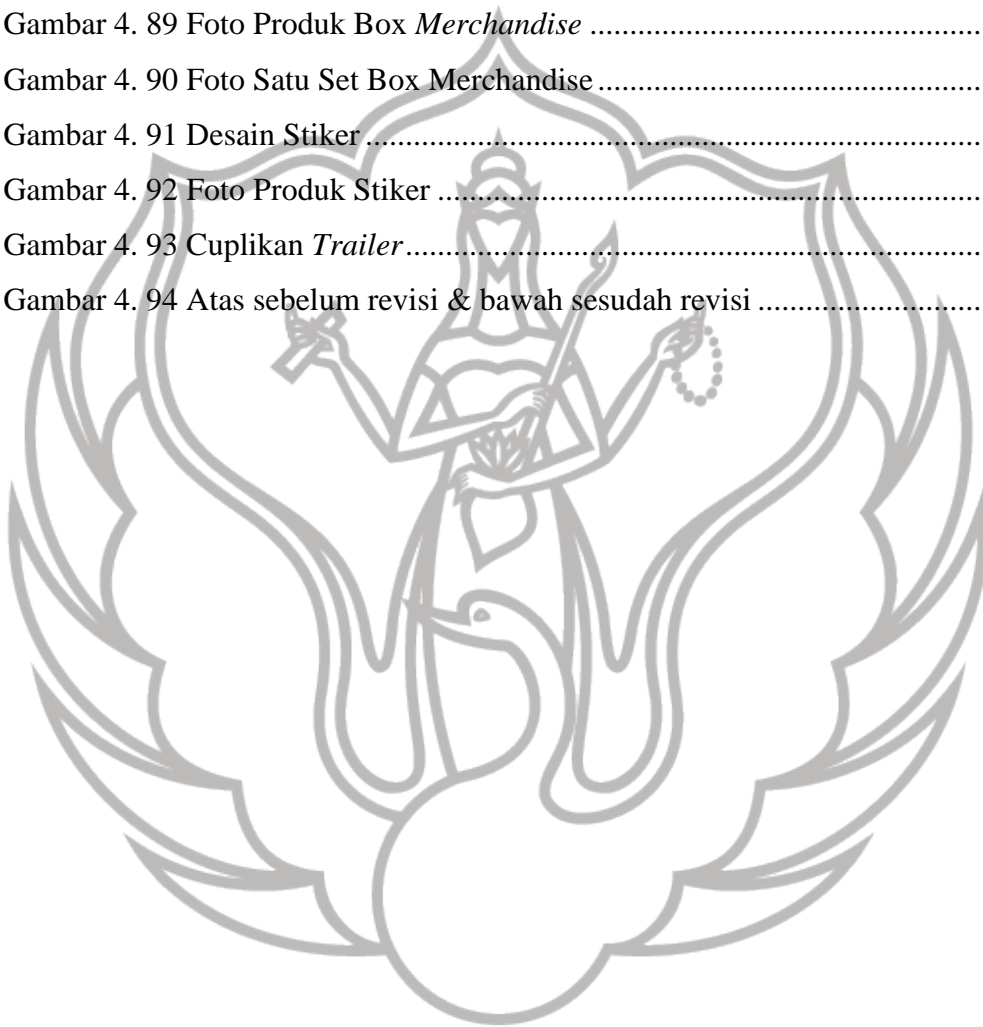 Gambar 4. 89 Foto Produk Box Merchandise ................................................
Gambar 4. 90 Foto Satu Set Box Merchandise ...............................................
Gambar 4. 91 Desain Stiker ............................................................................
Gambar 4. 92 Foto Produk Stiker ...................................................................
Gambar 4. 93 Cuplikan Trailer .......................................................................
Gambar 4. 94 Atas sebelum revisi & bawah sesudah revisi ............................